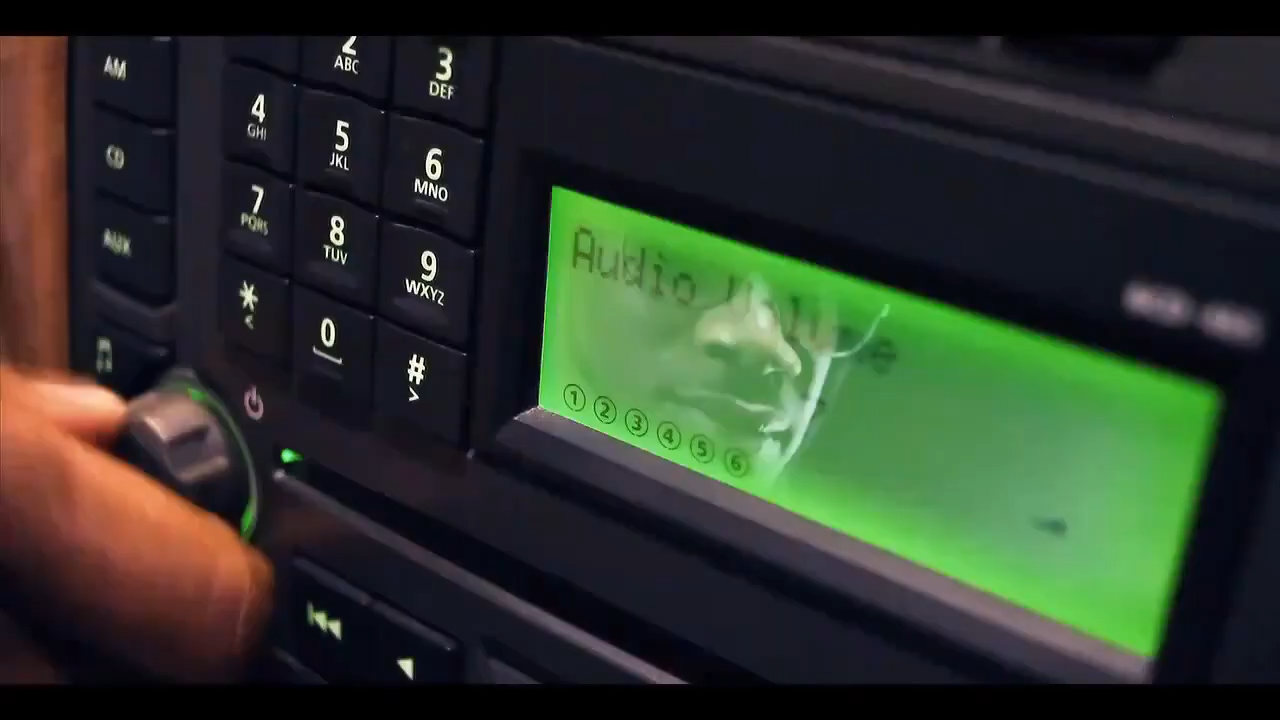 AM
CD
AUX
2
ABC
3
DEF
4
GHI
5
JKL
6
MNO
7
PQRS
8
TUV
9
WXYZ
*
<
0
#
>
Audio
① ② ③ ④ ⑤ ⑥